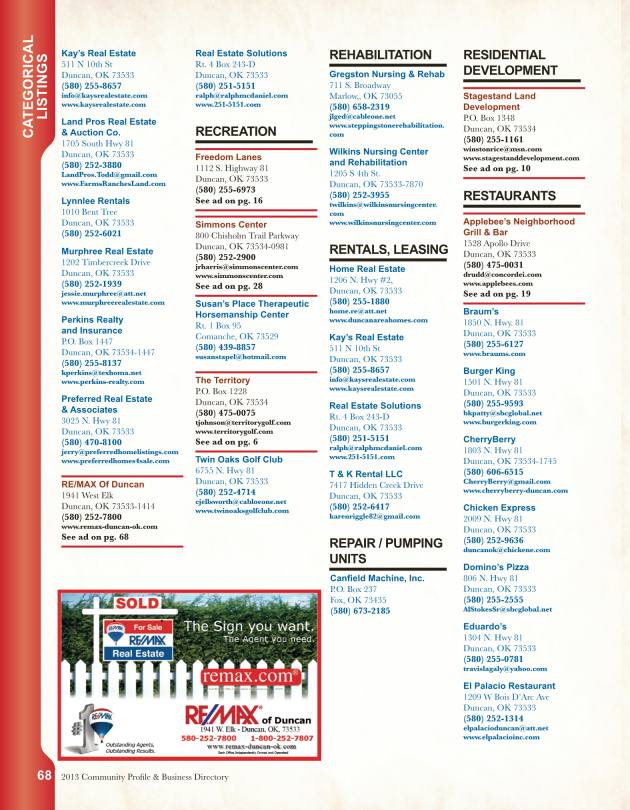 CATEGORICAL
LISTINGS
Kay's Real Estate
511 N 10th St
Duncan, OK 73533
(580) 255-8657
info@kaysrealestate.com
www.kaysrealestate.com
Land Pros Real Estate
& Auction Co.
1705 South Hwy 81
Duncan, OK 73533
(580) 252-3880
LandPros.Todd@gmail.com
www.FarmsRanchesLand.com
Lynnlee Rentals
1010 Bent Tree
Duncan, OK 73533
(580) 252-6021
Murphree Real Estate
1202 Timbercreek Drive
Duncan, OK 73533
(580) 252-1939
jessie.murphree@att.net
www.murphreerealestate.com
Perkins Realty
and Insurance
P.O. Box 1447
Duncan, OK 73534-1447
(580) 255-8137
kperkins@texhoma.net
www.perkins-realty.com
Preferred Real Estate
& Associates
3025 N. Hwy 81
Duncan, OK 73533
(580) 470-8100
jerry@preferredhomelistings.com
www.preferredhomes4sale.com
RE/MAX Of Duncan
1941 West Elk
Duncan, OK 73533-1414
(580) 252-7800
www.remax-duncan-ok.com
See ad on pg. 68
Real Estate Solutions
Rt. 4 Box 243-D
Duncan, OK 73533
(580) 251-5151
ralph@ralphmcdaniel.com
www.251-5151.com
RECREATION
Freedom Lanes
1112 S. Highway 81
Duncan, OK 73533
(580) 255-6973
See ad on pg. 16
Simmons Center
800 Chisholm Trail Parkway
Duncan, OK 73534-0981
(580) 252-2900
jrharris@simmonscenter.com
www.simmonscenter.com
See ad on pg. 28
Susan's Place Therapeutic
Horsemanship Center
Rt. 1 Box 95
Comanche, OK 73529
(580) 439-8857
susanstapel@hotmail.com
The Territory
P.O. Box 1228
Duncan, OK 73534
(580) 475-0075
tjohnson@territorygolf.com
www.territorygolf.com
See ad on pg. 6
Twin Oaks Golf Club
6755 N. Hwy 81
Duncan, OK 73533
(580) 252-4714
cjellsworth@cableone.net
www.twinoaksgolfclub.com
REHABILITATION
Gregston Nursing & Rehab
711 S. Broadway
Marlow,, OK 73055
(580) 658-2319
jlged@cableone.net
www.steppingstonerehabilitation.
com
Wilkins Nursing Center
and Rehabilitation
1205 S 4th St.
Duncan, OK 73533-7870
(580) 252-3955
twilkins@wilkinsnursingcenter.
com
www.wilkinsnursingcenter.com
RENTALS, LEASING
Home Real Estate
1206 N. Hwy #2,
Duncan, OK 73533
(580) 255-1880
home.re@att.net
www.duncanareahomes.com
Kay's Real Estate
511 N 10th St
Duncan, OK 73533
(580) 255-8657
info@kaysrealestate.com
www.kaysrealestate.com
Real Estate Solutions
Rt. 4 Box 243-D
Duncan, OK 73533
(580) 251-5151
ralph@ralphmcdaniel.com
www.251-5151.com
T & K Rental LLC
7417 Hidden Creek Drive
Duncan, OK 73533
(580) 252-6417
karenriggle82@gmail.com
REPAIR / PUMPING
UNITS
Canfield Machine, Inc.
P.O. Box 237
Fox, OK 73435
(580) 673-2185
RESIDENTIAL
DEVELOPMENT
Stagestand Land
Development
P.O. Box 1348
Duncan, OK 73534
(580) 255-1161
winstonrice@msn.com
www.stagestanddevelopment.com
See ad on pg. 10
RESTAURANTS
Applebee's Neighborhood
Grill & Bar
1528 Apollo Drive
Duncan, OK 73533
(580) 475-0031
drudd@concordei.com
www.applebees.com
See ad on pg. 19
Braum's
1850 N. Hwy. 81
Duncan, OK 73533
(580) 255-6127
www.braums.com
Burger King
1501 N. Hwy 81
Duncan, OK 73533
(580) 255-9593
bkpatty@sbcglobal.net
www.burgerking.com
CherryBerry
1803 N. Hwy 81
Duncan, OK 73534-1745
(580) 606-6515
CherryBerry@gmail.com
www.cherryberry-duncan.com
Chicken Express
2009 N. Hwy 81
Duncan, OK 73533
(580) 252-9636
duncanok@chickene.com
Domino's Pizza
806 N. Hwy 81
Duncan, OK 73533
(580) 255-2555
AlStokesSr@sbcglobal.net
Eduardo's
1304 N. Hwy 81
Duncan, OK 73533
(580) 255-0781
travislagaly@yahoo.com
El Palacio Restaurant
1209 W Bois D'Arc Ave
Duncan, OK 73533
(580) 252-1314
elpalacioduncan@att.net
www.elpalacioinc.com
SOLD
For Sale
RE/MAX
RE/MAX
Real Estate
The Sign you want.
The Agent you need.
remax.com
RE/MAX
Outstanding Agents,
Outstanding Results.
RE/MAX of Duncan
1941 W. Elk - Duncan, OK, 73533
580-252-7800 1-800-252-7807
www.remax-duncan-ok.com
Each Office Independently Owned and Operated
68 2013 Community Profile & Business Directory